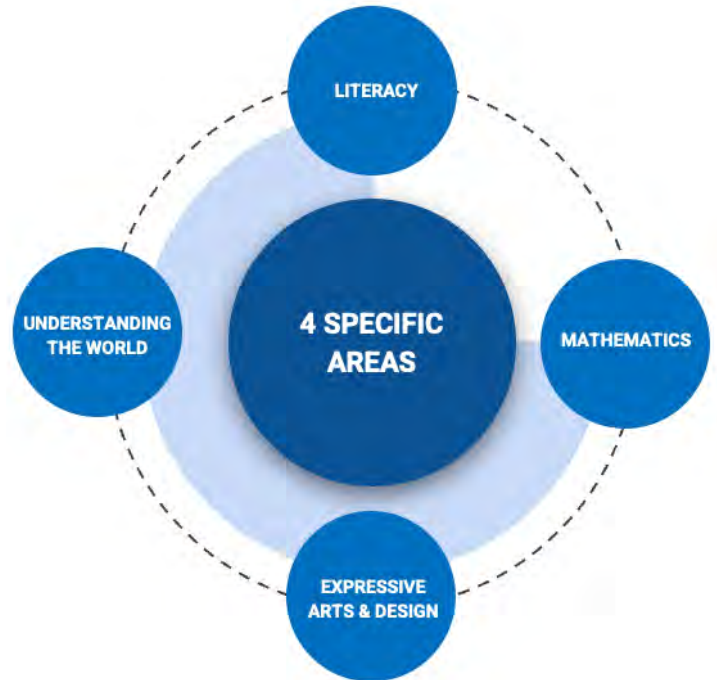 LITERACY
4 SPECIFIC
AREAS
UNDERSTANDING
THE WORLD
MATHEMATICS
EXPRESSIVE
ARTS & DESIGN